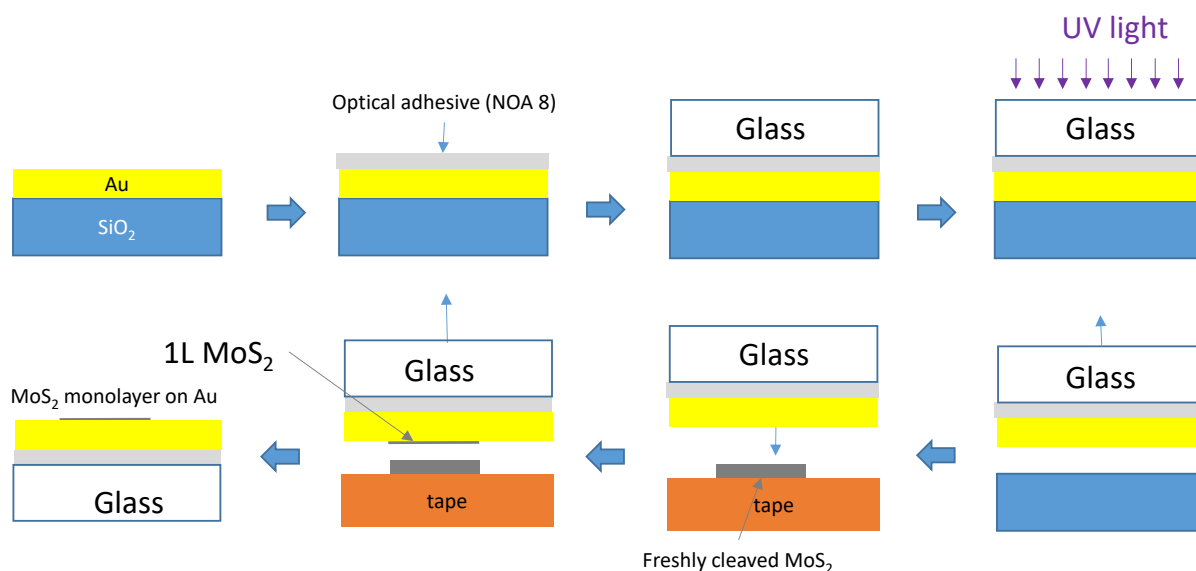 UV light
Optical adhesive (NOA 8)
Glass
Glass
Au
SiO₂
1L MoS₂
Glass
Glass
Glass
MoS₂ monolayer on Au
Glass
tape
tape
Freshly cleaved MoS₂